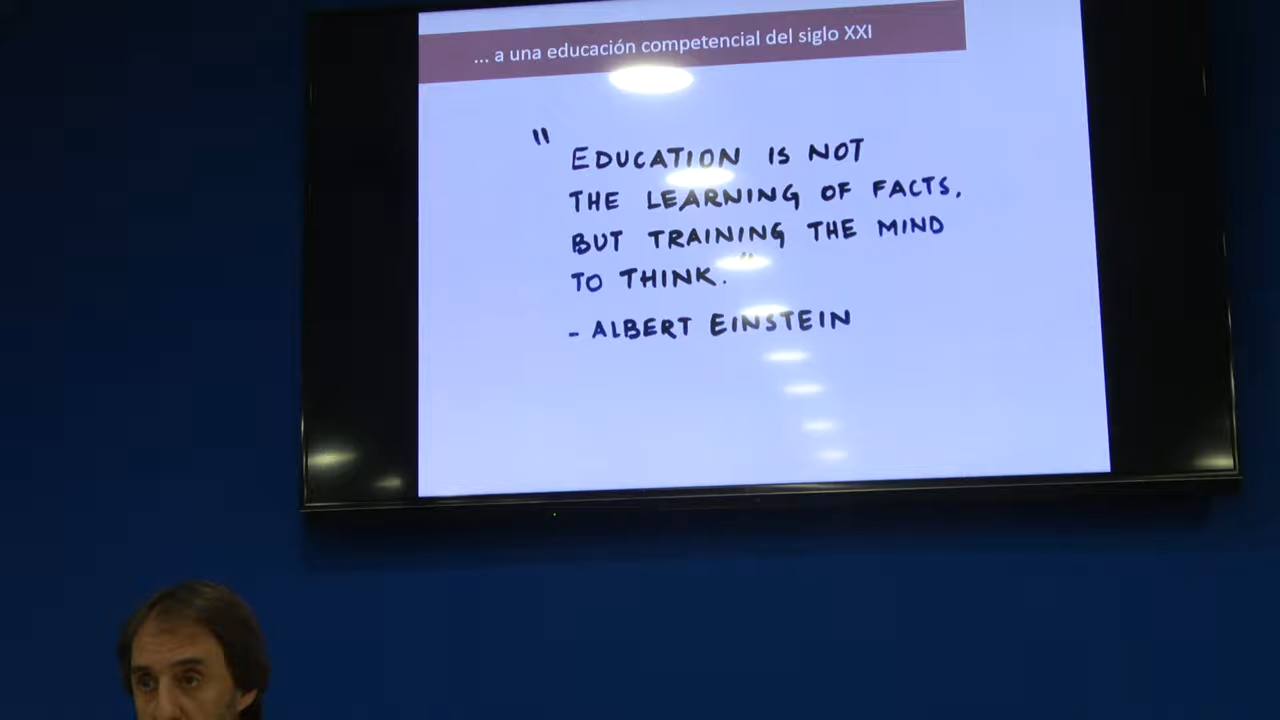 ... a una educación competencial del siglo XXI
" EDUCATION IS NOT
THE LEARNING OF FACTS,
BUT TRAINING THE MIND
TO THINK."
- ALBERT EINSTEIN